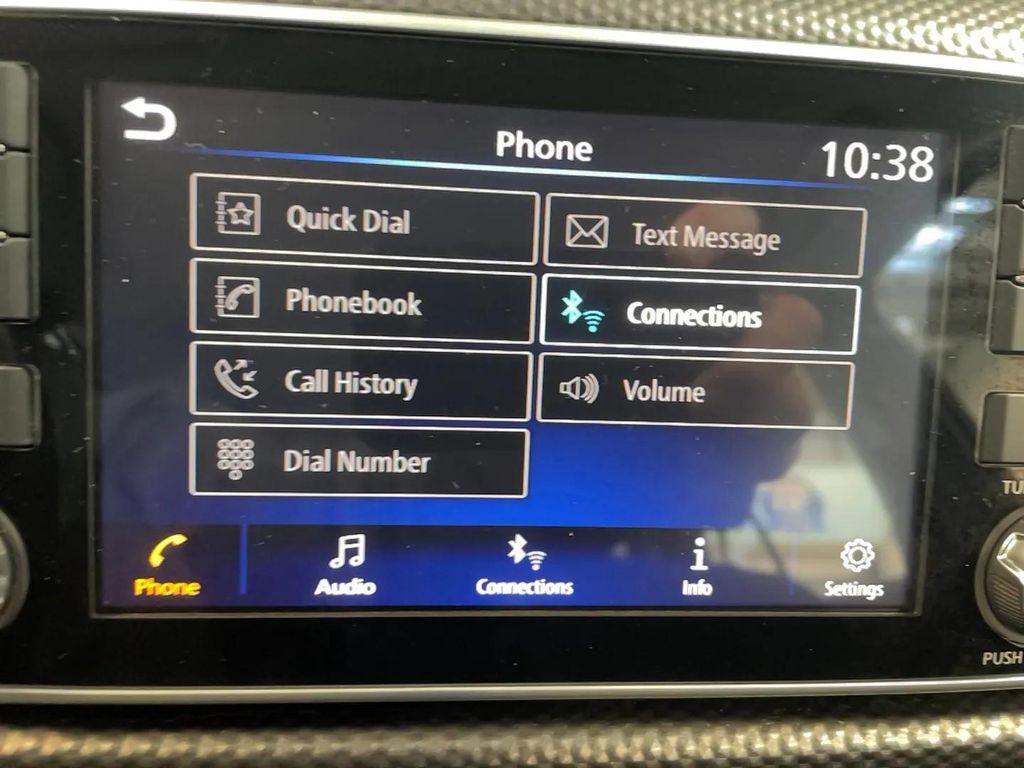 Phone
10:38
Quick Dial
Text Message
Phonebook
Connections
Call History
Volume
Dial Number
Phone Audio Connections Info Settings
PUSH